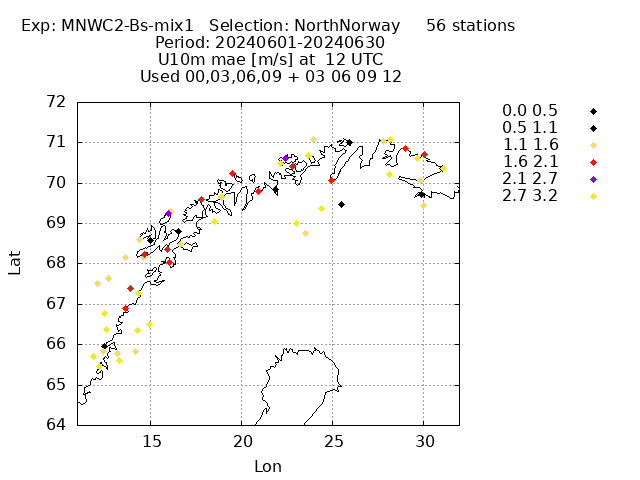 Exp: MNWC2-Bs-mix1 Selection: NorthNorway 56 stations
Period: 20240601-20240630
U10m mae [m/s] at 12 UTC
Used 00,03,06,09 + 03 06 09 12
72
71
70
69
68
67
66
65
64
Lat
15 20 25 30
Lon
0.0 0.5
0.5 1.1
1.1 1.6
1.6 2.1
2.1 2.7
2.7 3.2